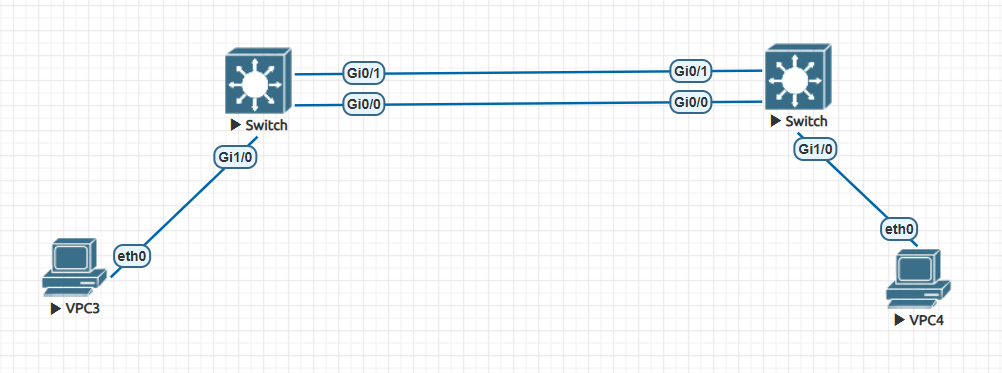 Gi0/1
Gi0/1
Gi0/0
Gi0/0
Switch
Switch
Gi1/0
Gi1/0
eth0
eth0
VPC3
VPC4